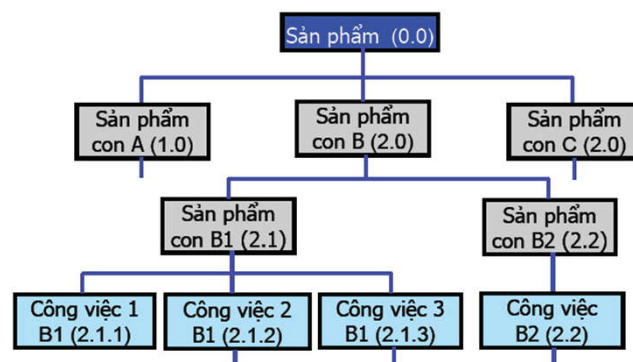 Sản phẩm (0.0)
Sản phẩm
con A (1.0)
Sản phẩm
con B (2.0)
Sản phẩm
con C (2.0)
Sản phẩm
con B1 (2.1)
Sản phẩm
con B2 (2.2)
Công việc 1
B1 (2.1.1)
Công việc 2
B1 (2.1.2)
Công việc 3
B1 (2.1.3)
Công việc
B2 (2.2)